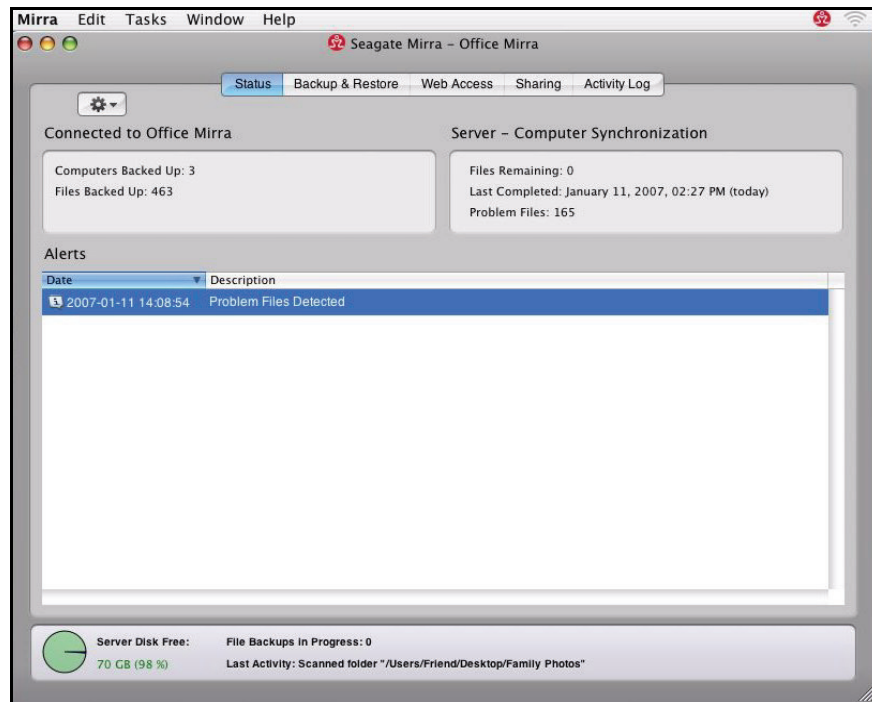 Mirra Edit Tasks Window Help
Seagate Mirra – Office Mirra
Status Backup & Restore Web Access Sharing Activity Log
Connected to Office Mirra
Computers Backed Up: 3
Files Backed Up: 463
Server – Computer Synchronization
Files Remaining: 0
Last Completed: January 11, 2007, 02:27 PM (today)
Problem Files: 165
Alerts
Date Description
2007-01-11 14:08:54 Problem Files Detected
Server Disk Free:
70 GB (98 %)
File Backups in Progress: 0
Last Activity: Scanned folder "/Users/Friend/Desktop/Family Photos"